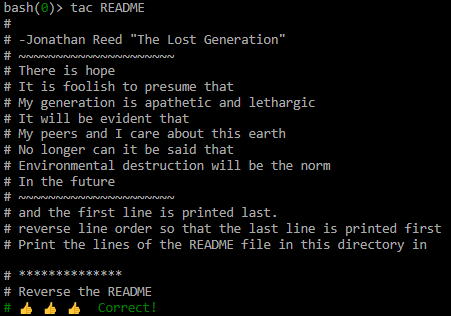 bash(0)> tac README
#
# -Jonathan Reed "The Lost Generation"
# ~~~~~~~~~~~~~~~~~~~~~
# There is hope
# It is foolish to presume that
# My generation is apathetic and lethargic
# It will be evident that
# My peers and I care about this earth
# No longer can it be said that
# Environmental destruction will be the norm
# In the future
# ~~~~~~~~~~~~~~~~~~~~~
# and the first line is printed last.
# reverse line order so that the last line is printed first
# Print the lines of the README file in this directory in

# **************
# Reverse the README
# 👍 👍 👍 Correct!